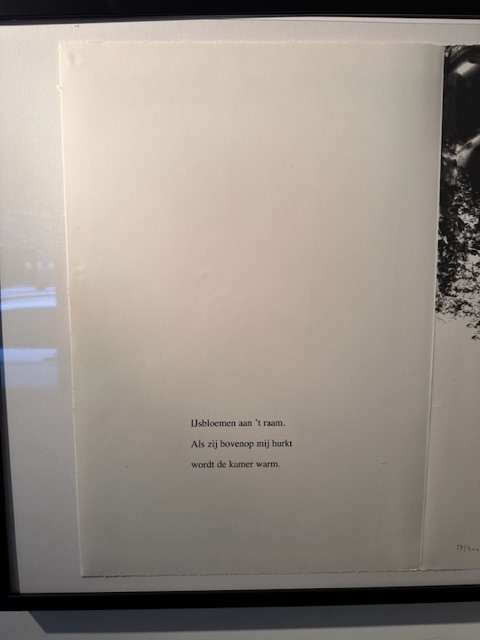 IJsbloemen aan 't raam.
Als zij bovenop mij hurkt
wordt de kamer warm.